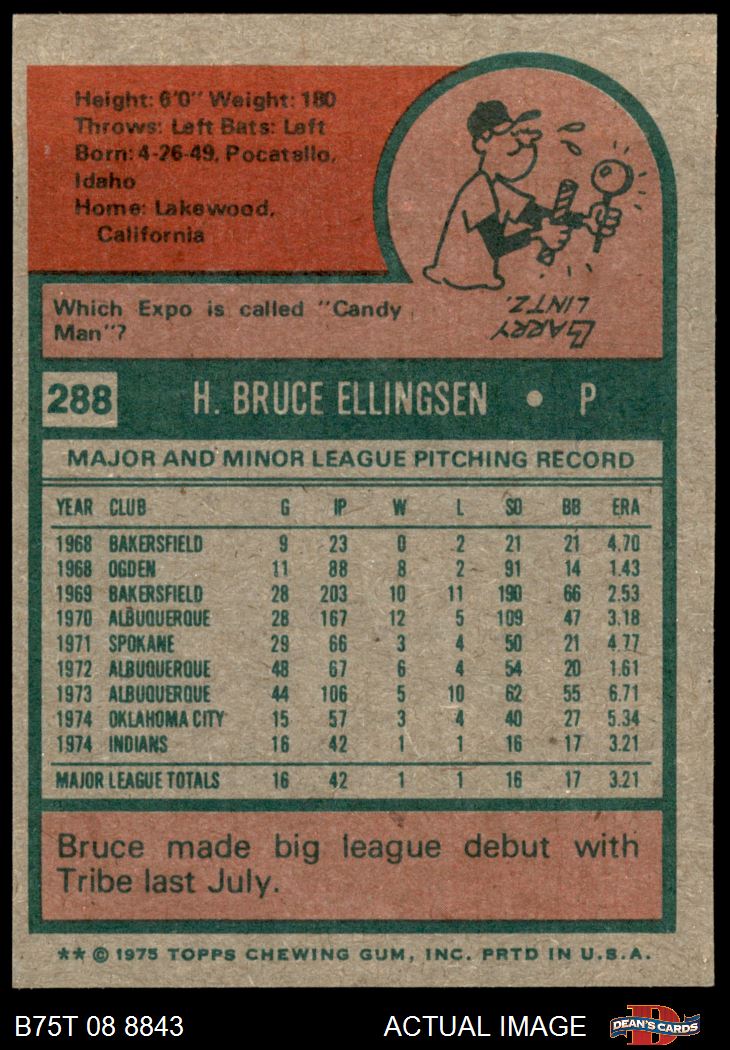 Height: 6'0" Weight: 180
Throws: Left Bats: Left
Born: 4-26-49, Pocatello,
Idaho
Home: Lakewood,
California
Which Expo is called "Candy
Man"?
BARRY
LINTZ.
288 H. BRUCE ELLINGSEN • P
MAJOR AND MINOR LEAGUE PITCHING RECORD
YEAR CLUB G IP W L SO BB ERA
1968 BAKERSFIELD 9 23 0 2 21 21 4.70
1968 OGDEN 11 88 8 2 91 14 1.43
1969 BAKERSFIELD 28 203 10 11 190 66 2.53
1970 ALBUQUERQUE 28 167 12 5 109 47 3.18
1971 SPOKANE 29 66 3 4 50 21 4.77
1972 ALBUQUERQUE 48 67 6 4 54 20 1.61
1973 ALBUQUERQUE 44 106 5 10 62 55 6.71
1974 OKLAHOMA CITY 15 57 3 4 40 27 5.34
1974 INDIANS 16 42 1 1 16 17 3.21
MAJOR LEAGUE TOTALS 16 42 1 1 16 17 3.21
Bruce made big league debut with
Tribe last July.
** © 1975 TOPPS CHEWING GUM, INC. PRTD IN U.S.A.
B75T 08 8843 ACTUAL IMAGE DEAN'S CARDS